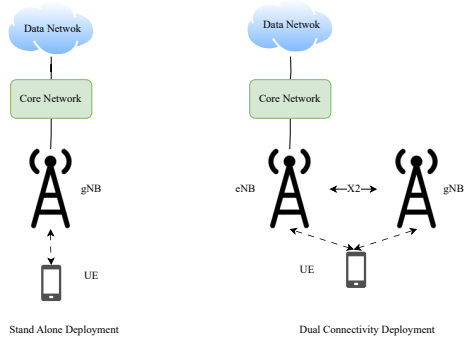 Data Netwok
Core Network
gNB
UE
Stand Alone Deployment
Data Netwok
Core Network
eNB
X2
gNB
UE
Dual Connectivity Deployment